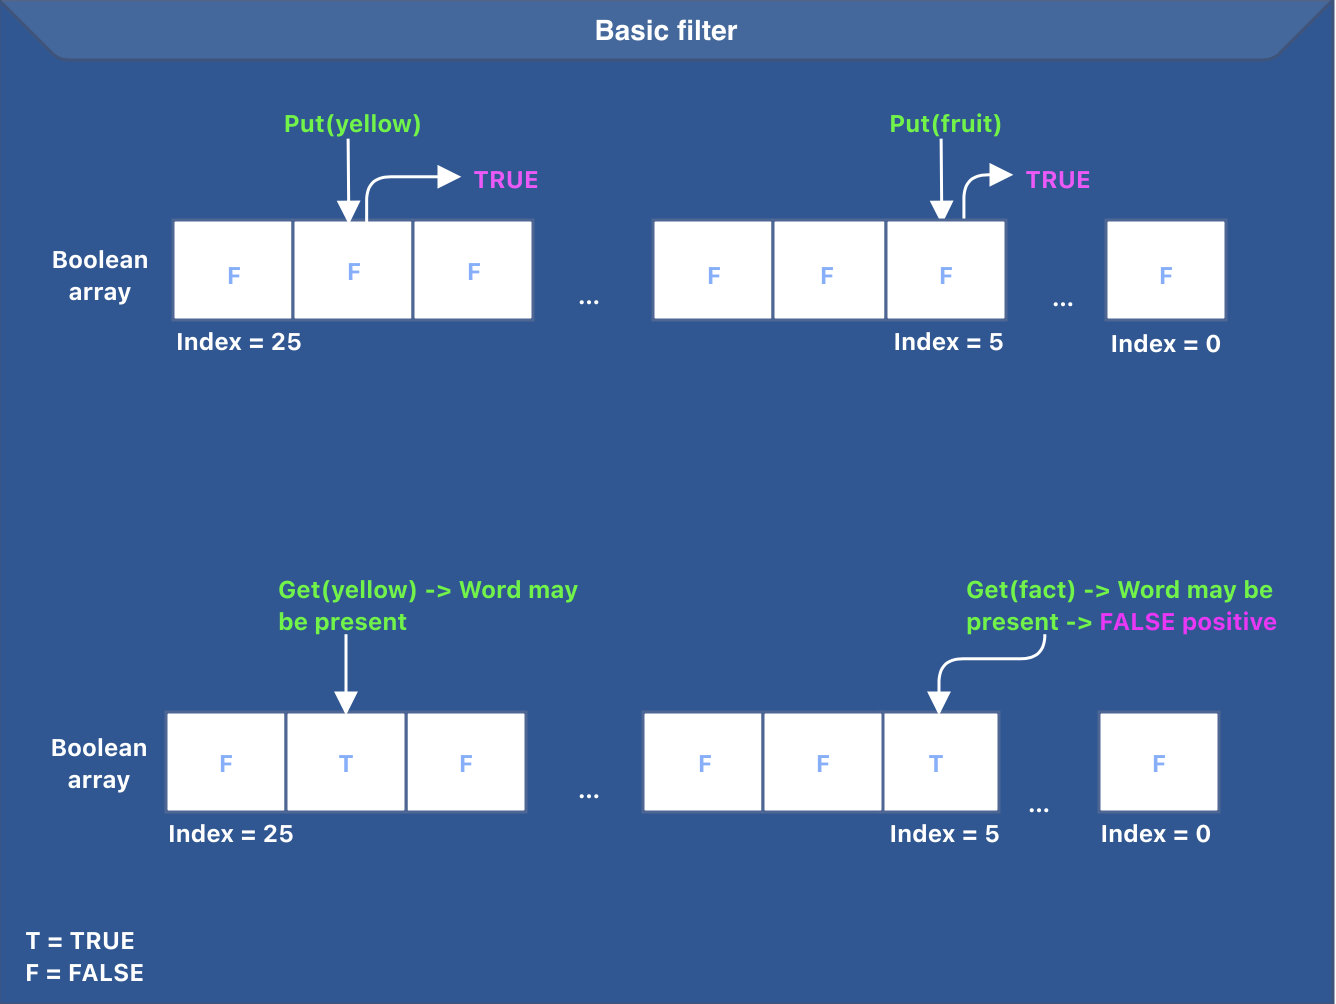 Basic filter
Put(yellow)
Put(fruit)
TRUE
TRUE
Boolean
array
F
F
F
...
F
F
F
...
F
Index = 25
Index = 5
Index = 0
Get(yellow) -> Word may
be present
Get(fact) -> Word may be
present -> FALSE positive
Boolean
array
F
T
F
...
F
F
T
...
F
Index = 25
Index = 5
Index = 0
T = TRUE
F = FALSE